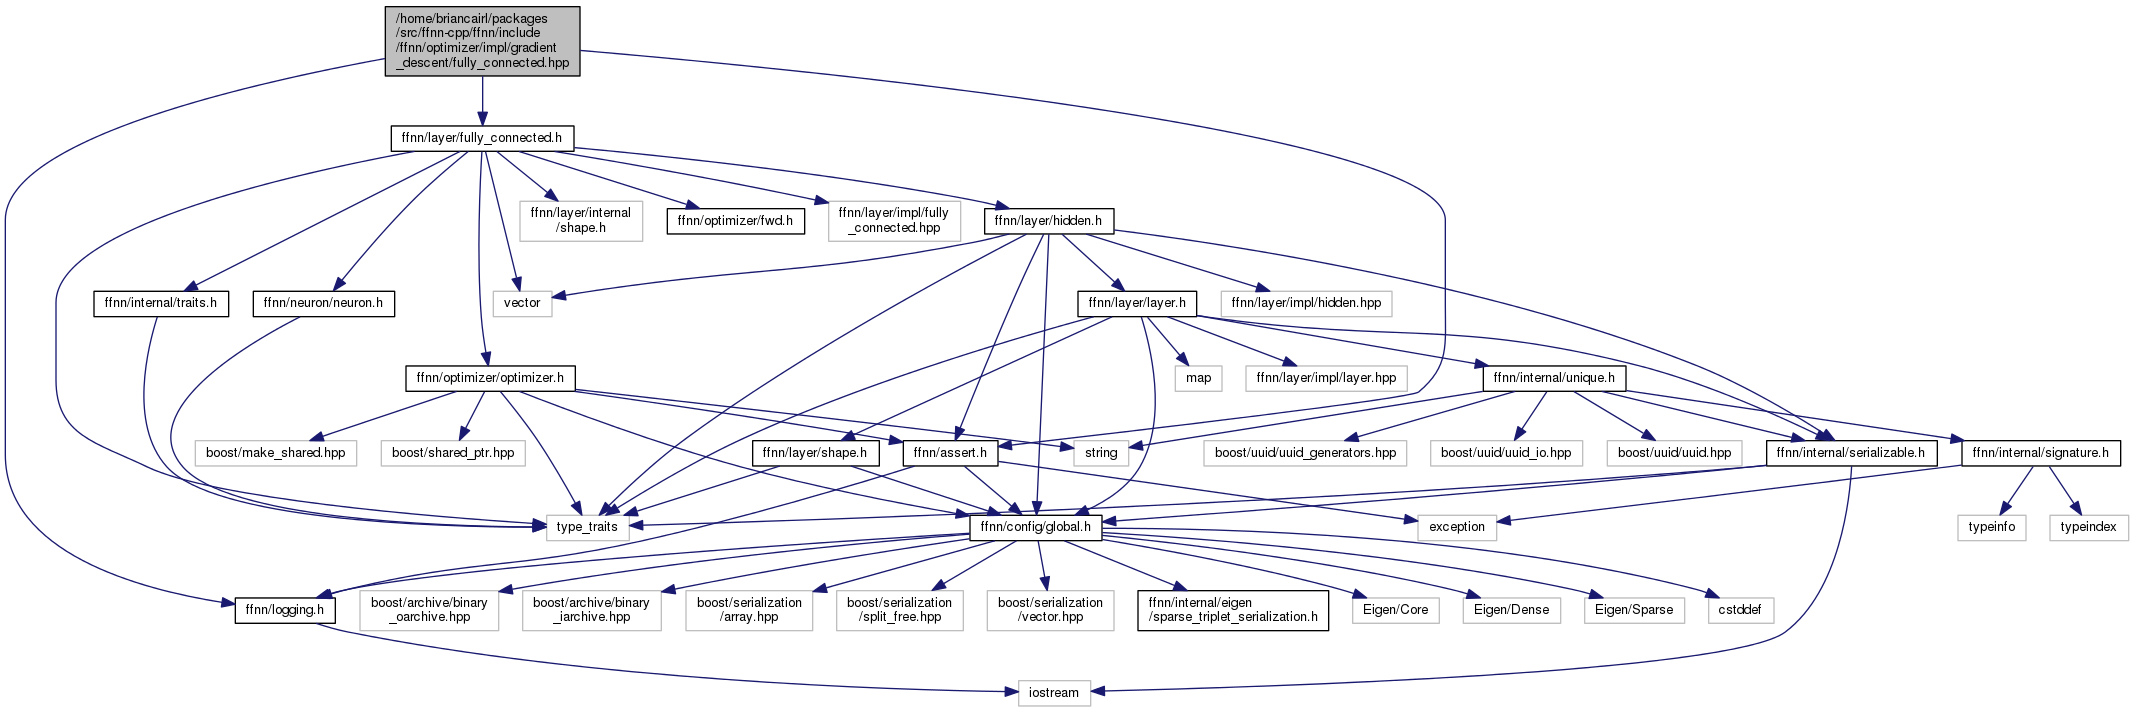 /home/briancairl/packages
/src/ffnn-cpp/ffnn/include
/ffnn/optimizer/impl/gradient
_descent/fully_connected.hpp
ffnn/layer/fully_connected.h
ffnn/layer/internal
/shape.h
ffnn/optimizer/fwd.h
ffnn/layer/impl/fully
_connected.hpp
ffnn/layer/hidden.h
ffnn/internal/traits.h
ffnn/neuron/neuron.h
vector
ffnn/layer/layer.h
ffnn/layer/impl/hidden.hpp
ffnn/optimizer/optimizer.h
map
ffnn/layer/impl/layer.hpp
ffnn/internal/unique.h
boost/make_shared.hpp
boost/shared_ptr.hpp
ffnn/layer/shape.h
ffnn/assert.h
string
boost/uuid/uuid_generators.hpp
boost/uuid/uuid_io.hpp
boost/uuid/uuid.hpp
ffnn/internal/serializable.h
ffnn/internal/signature.h
type_traits
ffnn/config/global.h
exception
typeinfo
typeindex
ffnn/logging.h
boost/archive/binary
_oarchive.hpp
boost/archive/binary
_iarchive.hpp
boost/serialization
/array.hpp
boost/serialization
/split_free.hpp
boost/serialization
/vector.hpp
ffnn/internal/eigen
/sparse_triplet_serialization.h
Eigen/Core
Eigen/Dense
Eigen/Sparse
cstddef
iostream